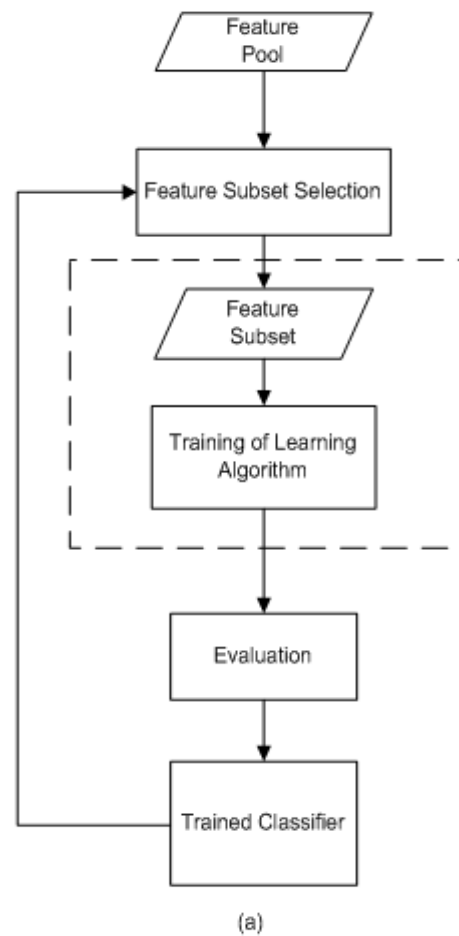 Feature
Pool
Feature Subset Selection
Feature
Subset
Training of Learning
Algorithm
Evaluation
Trained Classifier
(a)